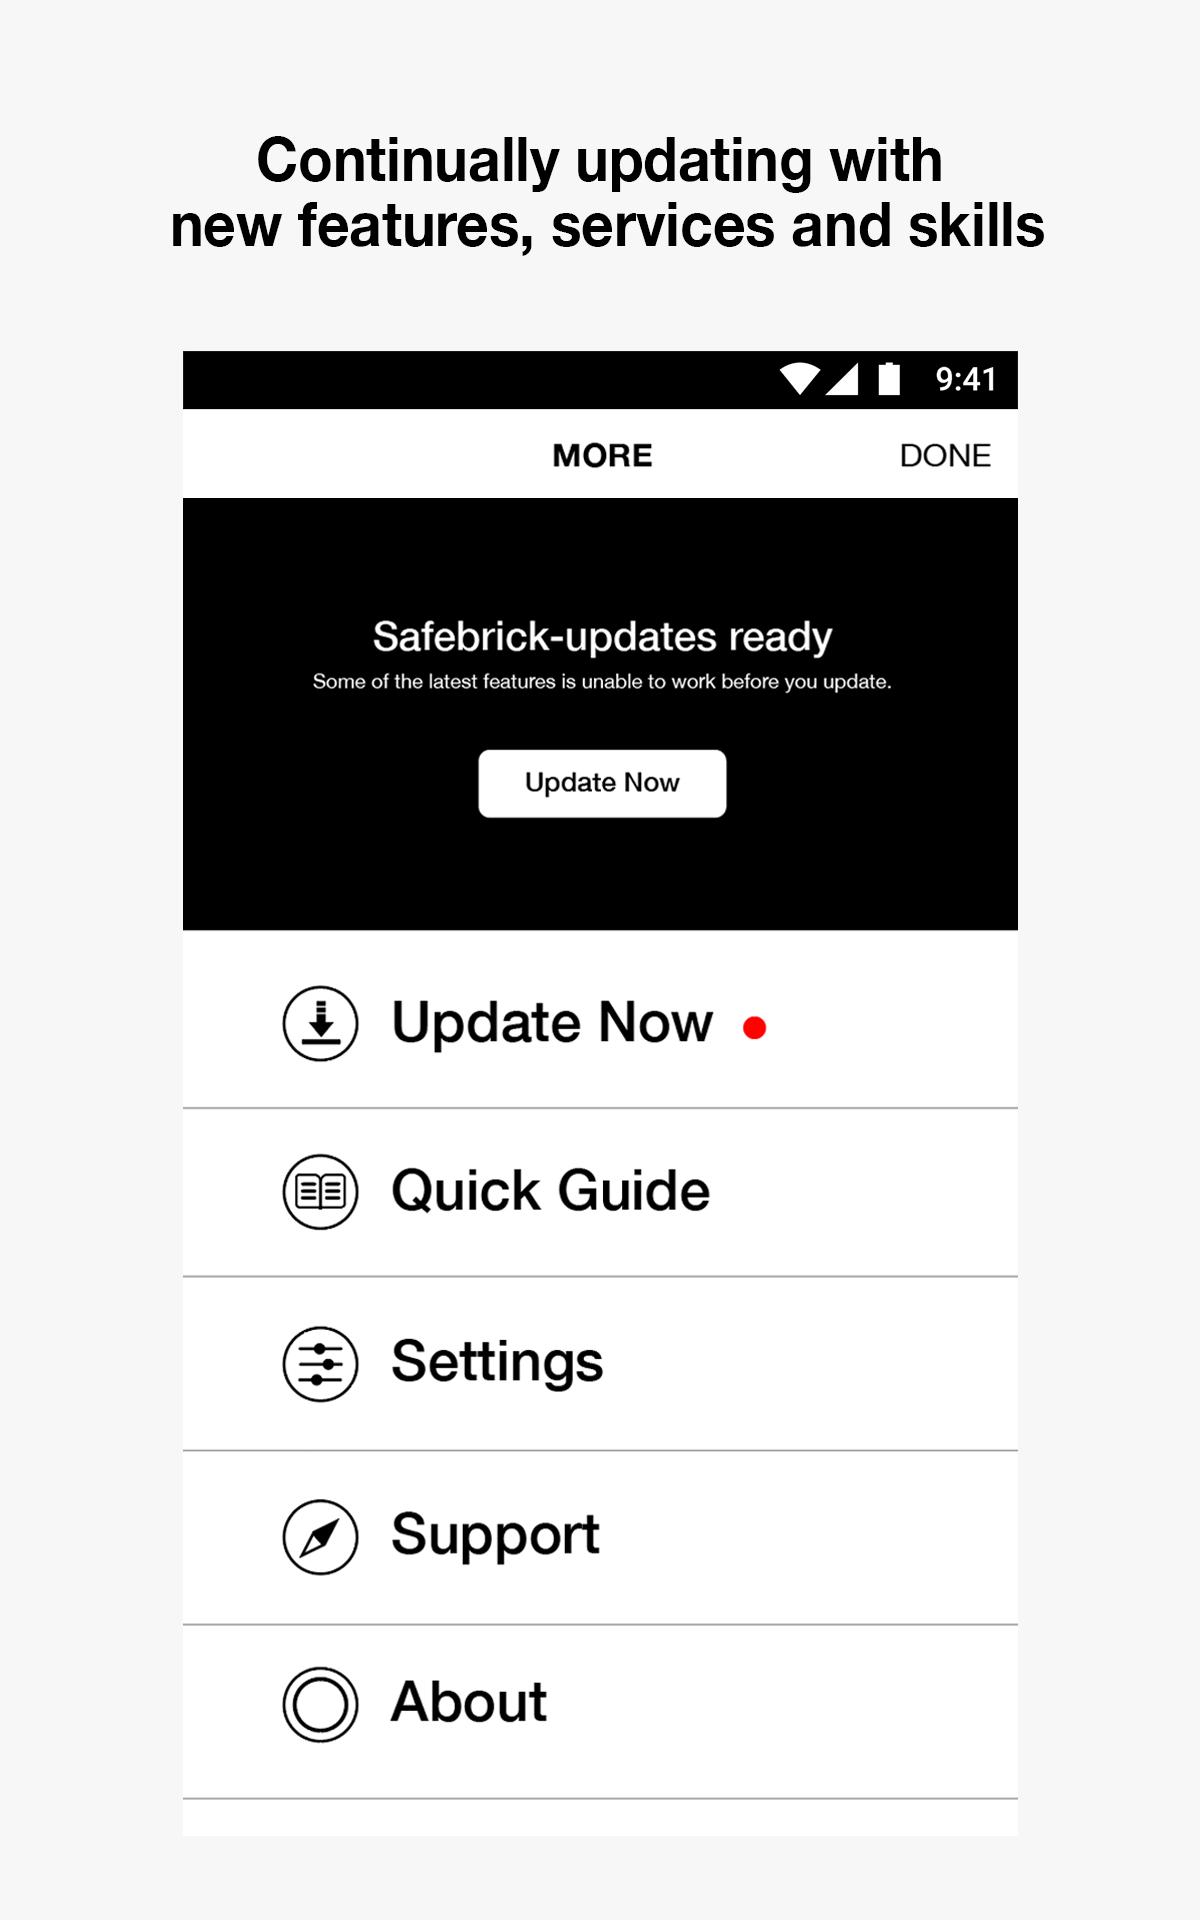 Continually updating with
new features, services and skills
9:41
MORE
DONE
Safebrick-updates ready
Some of the latest features is unable to work before you update.
Update Now
Update Now
Quick Guide
Settings
Support
About